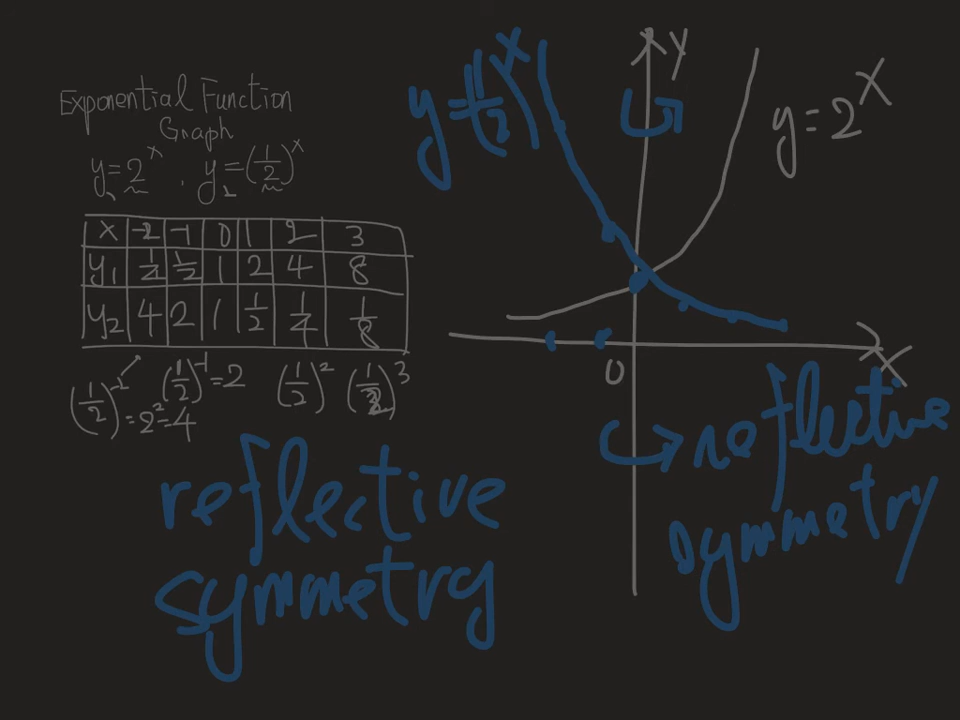 Exponential Function
Graph
y₁=2^x , y₂=(1/2)^x
x -2 -1 0 1 2 3
y₁ 1/4 1/2 1 2 4 8
y₂ 4 2 1 1/2 1/4 1/8
(1/2)^-2 =2²=4
(1/2)^-1=2
(1/2)^2
(1/2)^3
reflective
symmetry
y=(1/2)^x
Y
y=2^x
0
X
reflective
symmetry